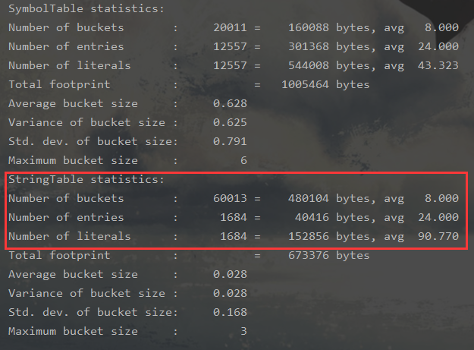 SymbolTable statistics:
Number of buckets       :     20011 =    160088 bytes, avg   8.000
Number of entries       :     12557 =    301368 bytes, avg  24.000
Number of literals      :     12557 =    544008 bytes, avg  43.323
Total footprint         :           =   1005464 bytes
Average bucket size     :     0.628
Variance of bucket size :     0.625
Std. dev. of bucket size:     0.791
Maximum bucket size     :         6
StringTable statistics:
Number of buckets       :     60013 =    480104 bytes, avg   8.000
Number of entries       :      1684 =     40416 bytes, avg  24.000
Number of literals      :      1684 =    152856 bytes, avg  90.770
Total footprint         :           =    673376 bytes
Average bucket size     :     0.028
Variance of bucket size :     0.028
Std. dev. of bucket size:     0.168
Maximum bucket size     :         3